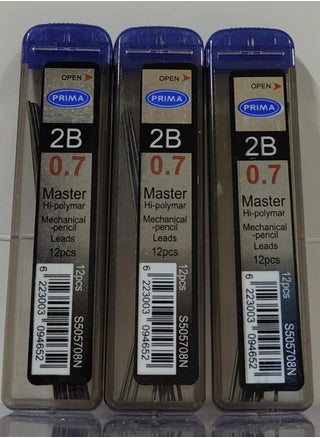 OPEN
PRIMA
2B
0.7
Master
Hi-polymar
Mechanical
-pencil
Leads
12pcs
12pcs
6 223003 094652
S505708N
OPEN
PRIMA
2B
0.7
Master
Hi-polymar
Mechanical
-pencil
Leads
12pcs
12pcs
6 223003 094652
S505708N
OPEN
PRIMA
2B
0.7
Master
Hi-polymar
Mechanical
-pencil
Leads
12pcs
12pcs
6 223003 094652
S505708N